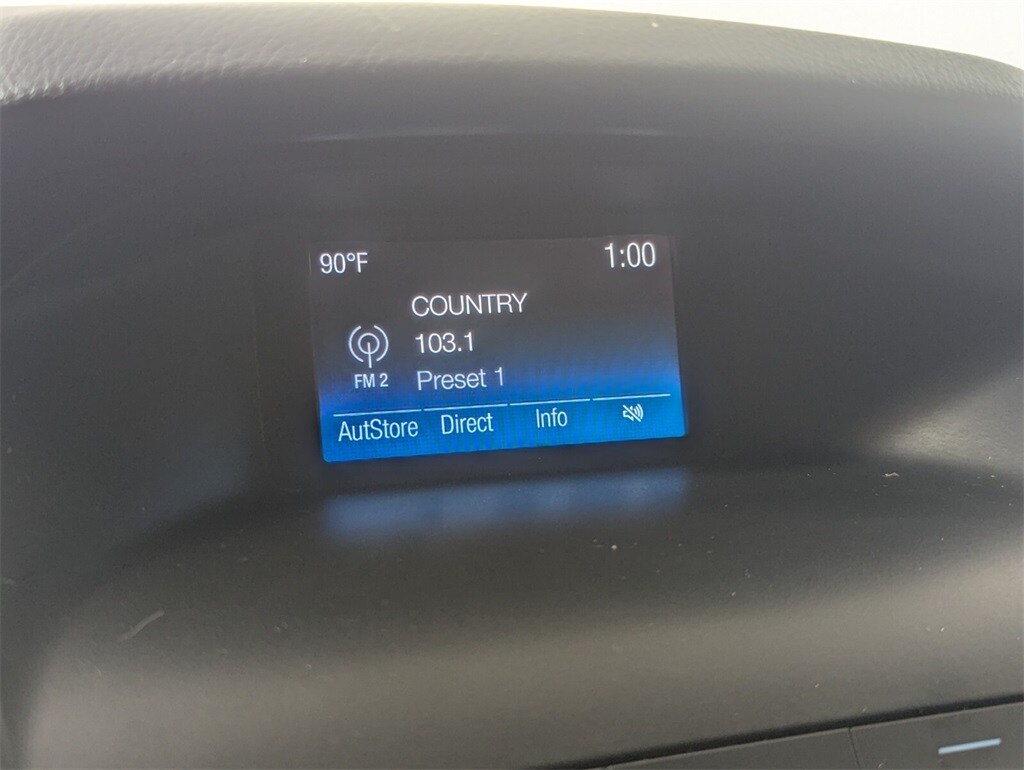 90°F 1:00
COUNTRY
103.1
FM 2 Preset 1
AutStore Direct Info